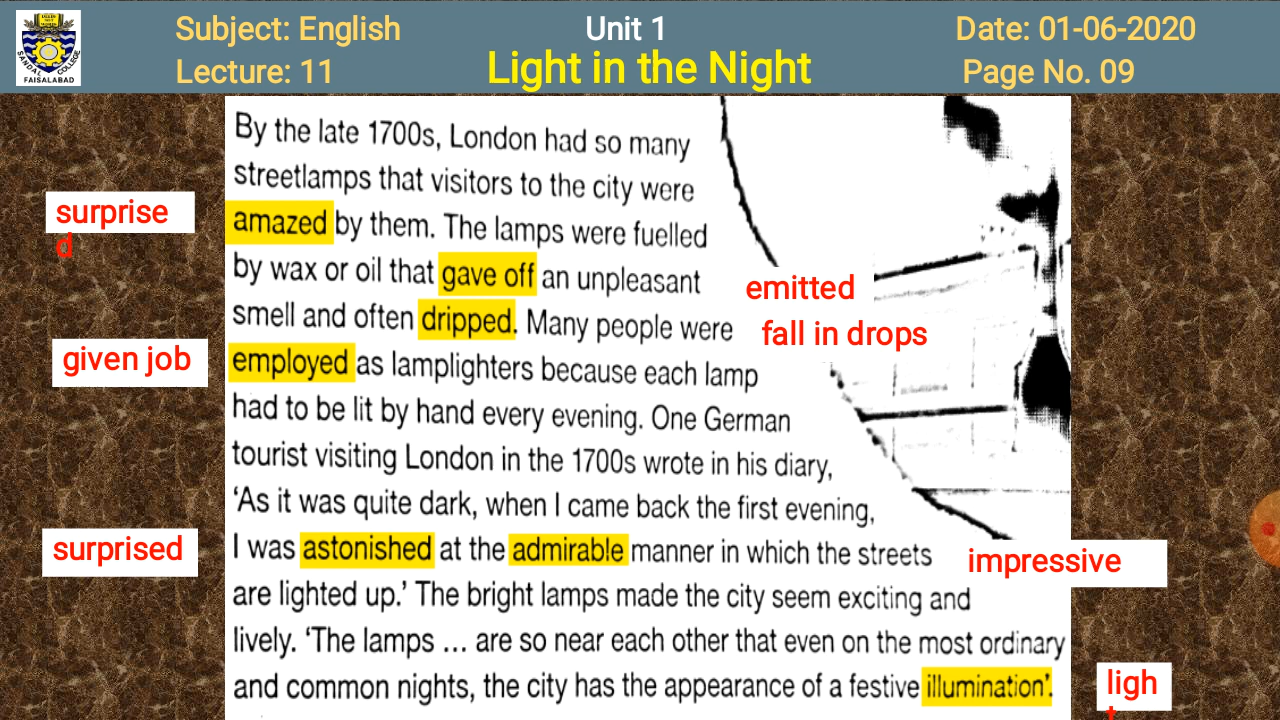 Subject: English
Unit 1
Date: 01-06-2020
Lecture: 11
Light in the Night
Page No. 09
SANDAL COLLEGE
FAISALABAD
By the late 1700s, London had so many
streetlamps that visitors to the city were
amazed by them. The lamps were fuelled
by wax or oil that gave off an unpleasant
smell and often dripped. Many people were
employed as lamplighters because each lamp
had to be lit by hand every evening. One German
tourist visiting London in the 1700s wrote in his diary,
‘As it was quite dark, when I came back the first evening,
I was astonished at the admirable manner in which the streets
are lighted up.’ The bright lamps made the city seem exciting and
lively. ‘The lamps ... are so near each other that even on the most ordinary
and common nights, the city has the appearance of a festive illumination’.
surprise
d
given job
surprised
emitted
fall in drops
impressive
ligh
t